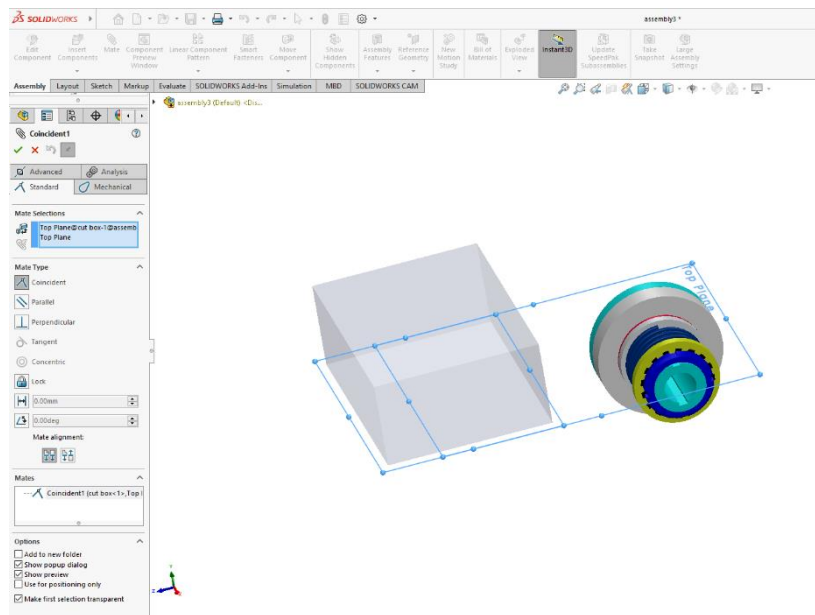 SOLIDWORKS
assembly3 *
Edit Component
Insert Components
Mate
Component Preview Window
Linear Component Pattern
Smart Fasteners
Move Component
Show Hidden Components
Assembly Features
Reference Geometry
New Motion Study
Bill of Materials
Exploded View
Instant3D
Update SpeedPak Subassemblies
Take Snapshot
Large Assembly Settings
Assembly Layout Sketch Markup Evaluate SOLIDWORKS Add-Ins Simulation MBD SOLIDWORKS CAM
assembly3 (Default) <Dis...
Coincident1
Advanced Analysis
Standard Mechanical
Mate Selections
Top Plane@cut box-1@assemb
Top Plane
Mate Type
Coincident
Parallel
Perpendicular
Tangent
Concentric
Lock
0.00mm
0.00deg
Mate alignment:
Mates
Coincident1 (cut box<1>,Top
Options
Add to new folder
Show popup dialog
Show preview
Use for positioning only
Make first selection transparent
Top Plane
Y
Z